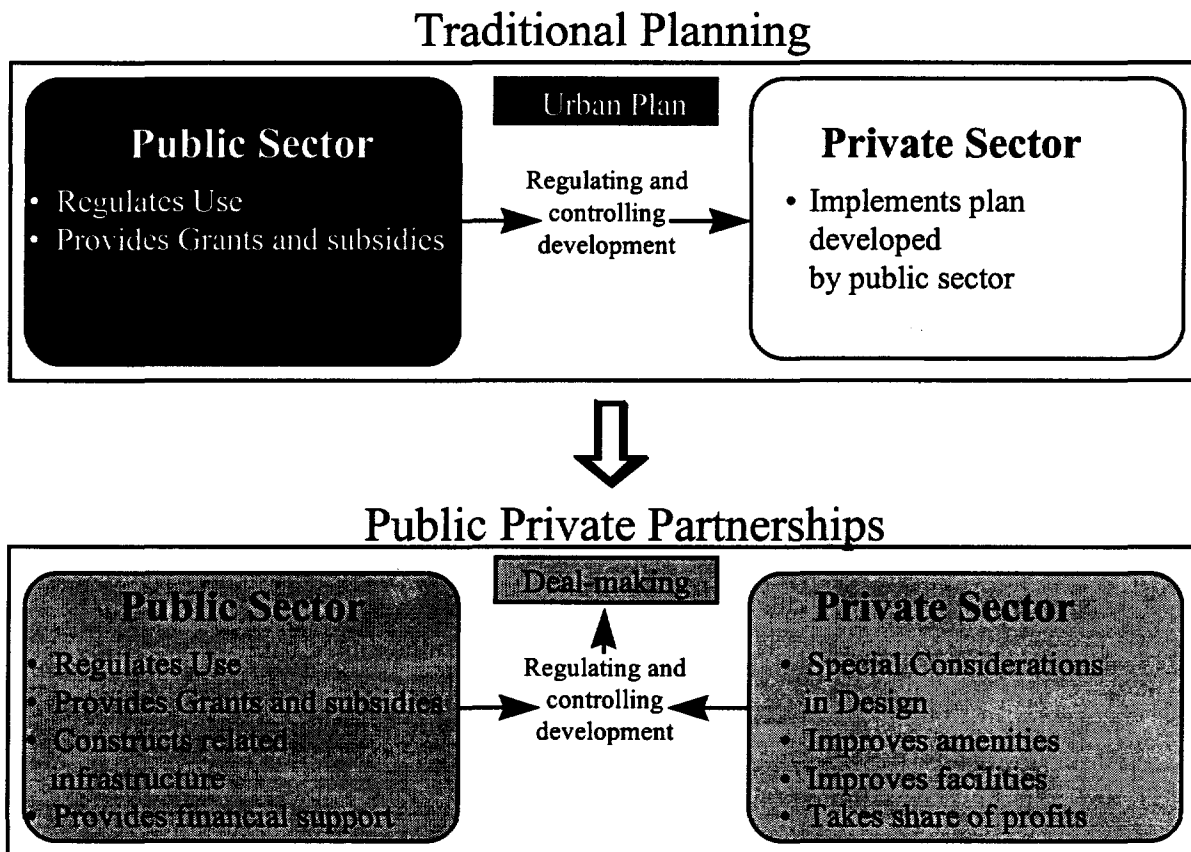 Traditional Planning
Public Sector
• Regulates Use
• Provides Grants and subsidies
Urban Plan
Regulating and
controlling
development
Private Sector
• Implements plan
developed
by public sector
Public Private Partnerships
Public Sector
• Regulates Use
• Provides Grants and subsidies
• Constructs related
infrastructure
• Provides financial support
Deal-making
Regulating and
controlling
development
Private Sector
• Special Considerations
in Design
• Improves amenities
• Improves facilities
• Takes share of profits